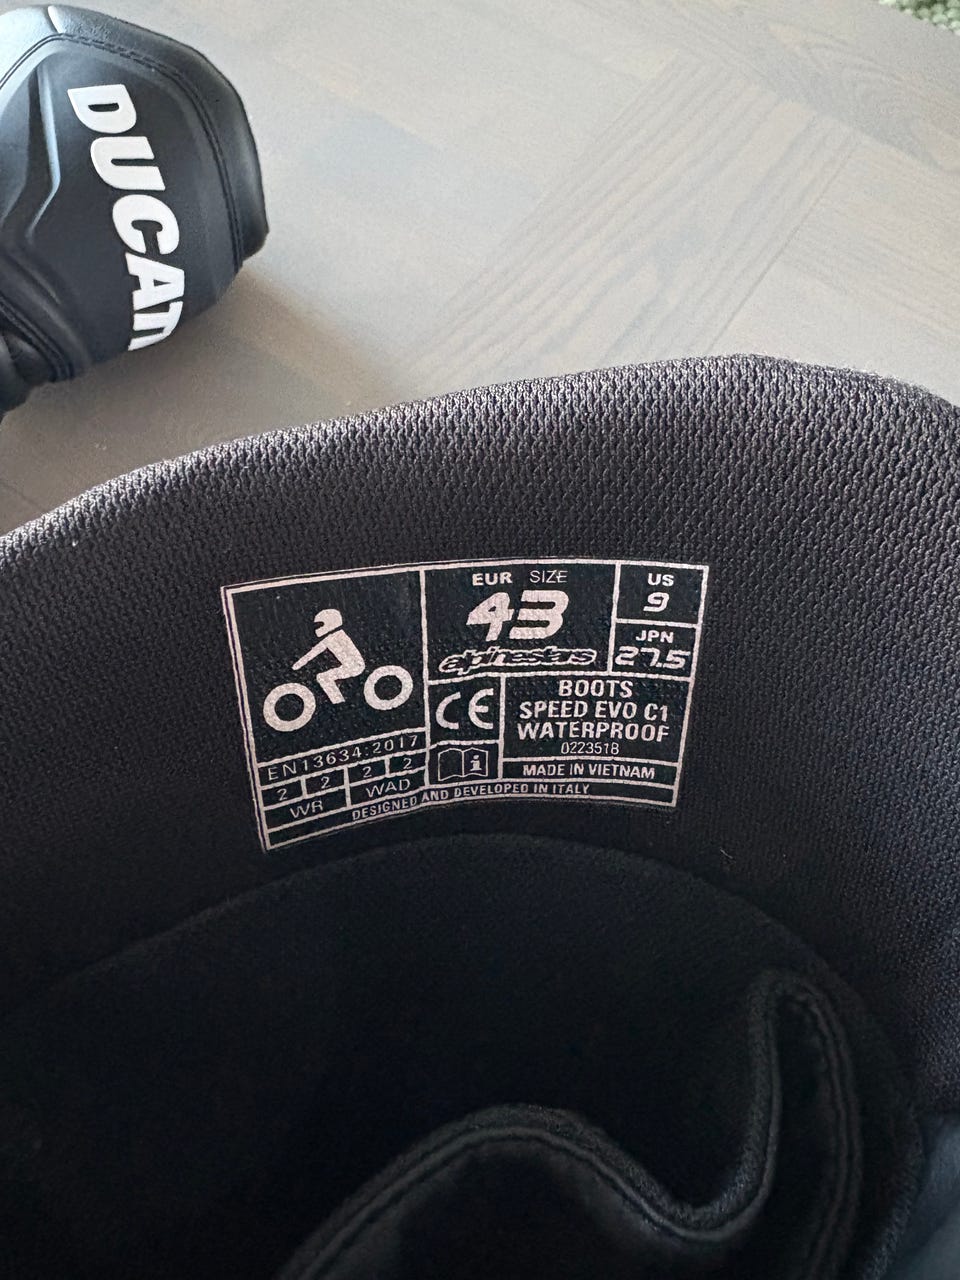 DUCATI
EUR SIZE
43
alpinestars
US
9
JPN
27.5
CE
BOOTS
SPEED EVO C1
WATERPROOF
0223518
MADE IN VIETNAM
EN13634:2017
2 2 2 2
WR WAD
i
DESIGNED AND DEVELOPED IN ITALY